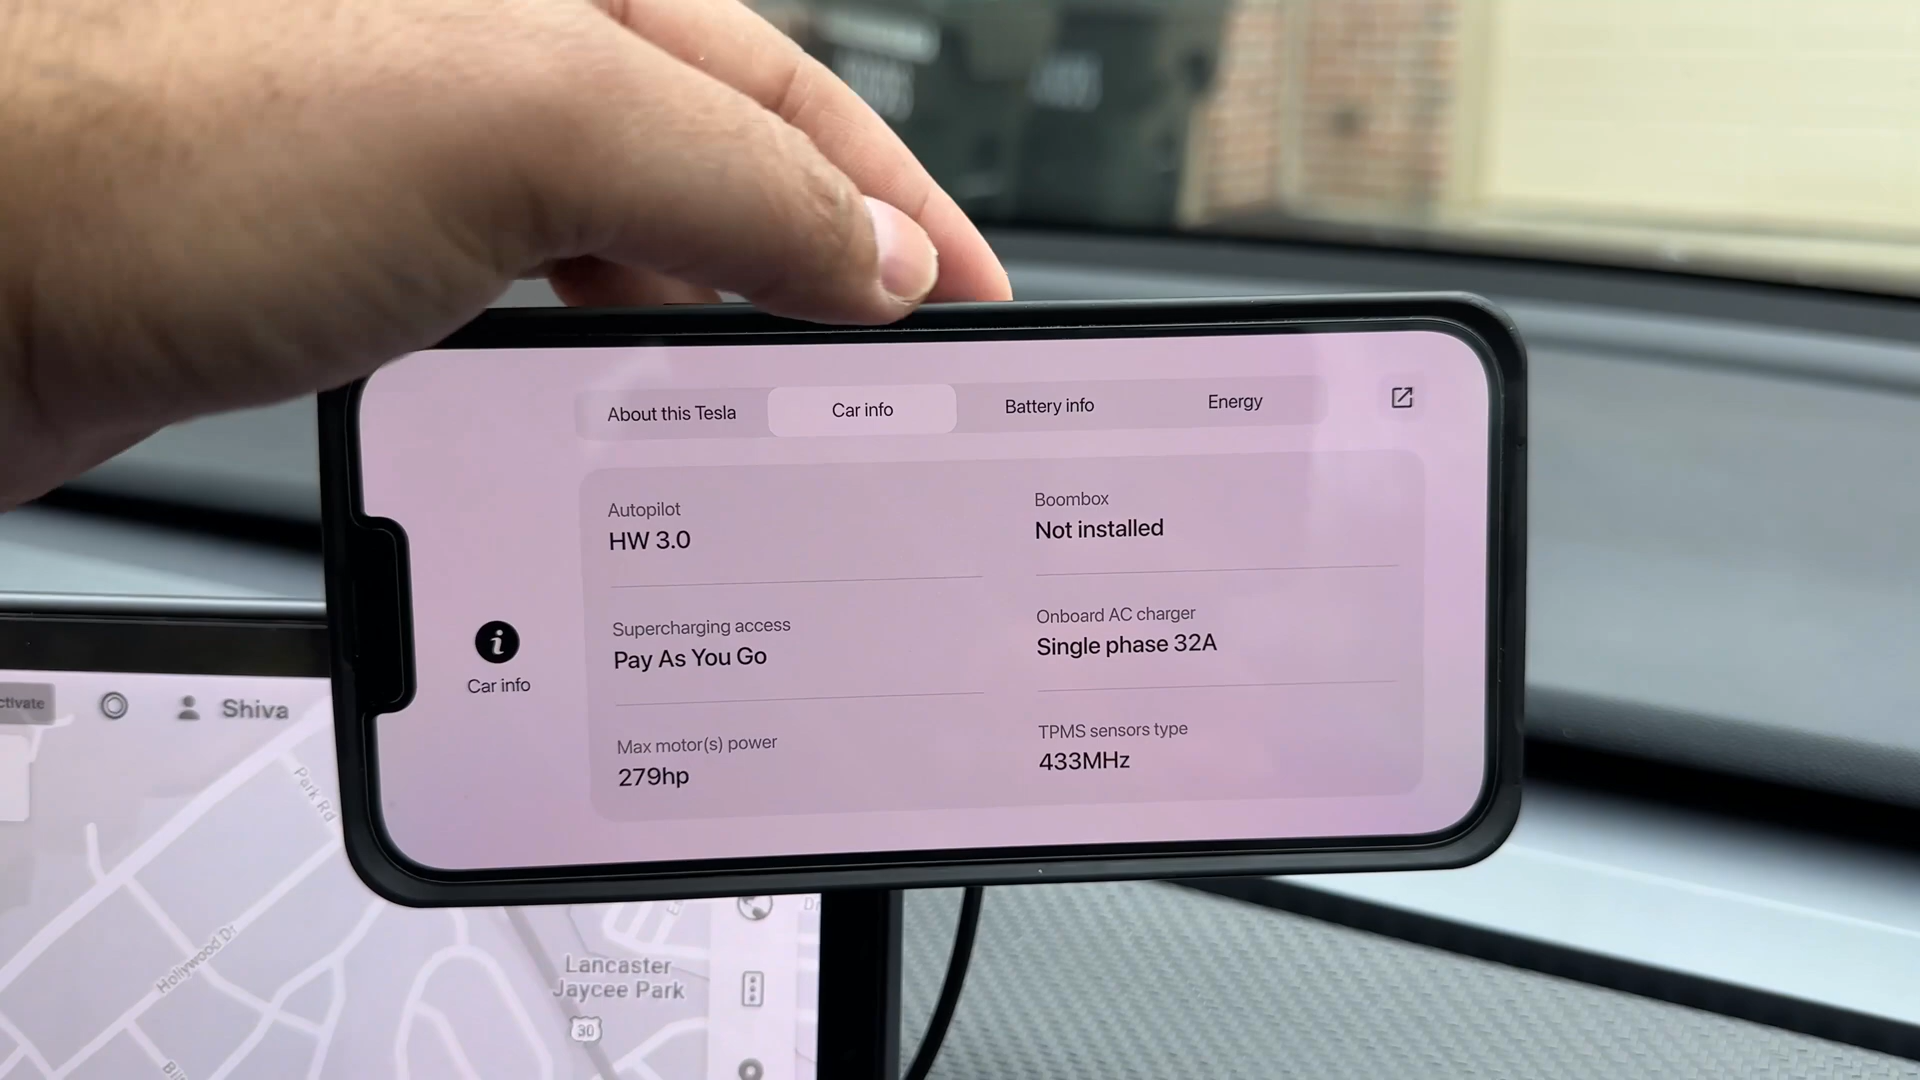 About this Tesla
Car info
Battery info
Energy
Autopilot
HW 3.0
Boombox
Not installed
Supercharging access
Pay As You Go
Onboard AC charger
Single phase 32A
Max motor(s) power
279hp
TPMS sensors type
433MHz
i
Car info
ctivate
Shiva
Park Rd
Hollywood Dr
Lancaster
Jaycee Park
30
Dr